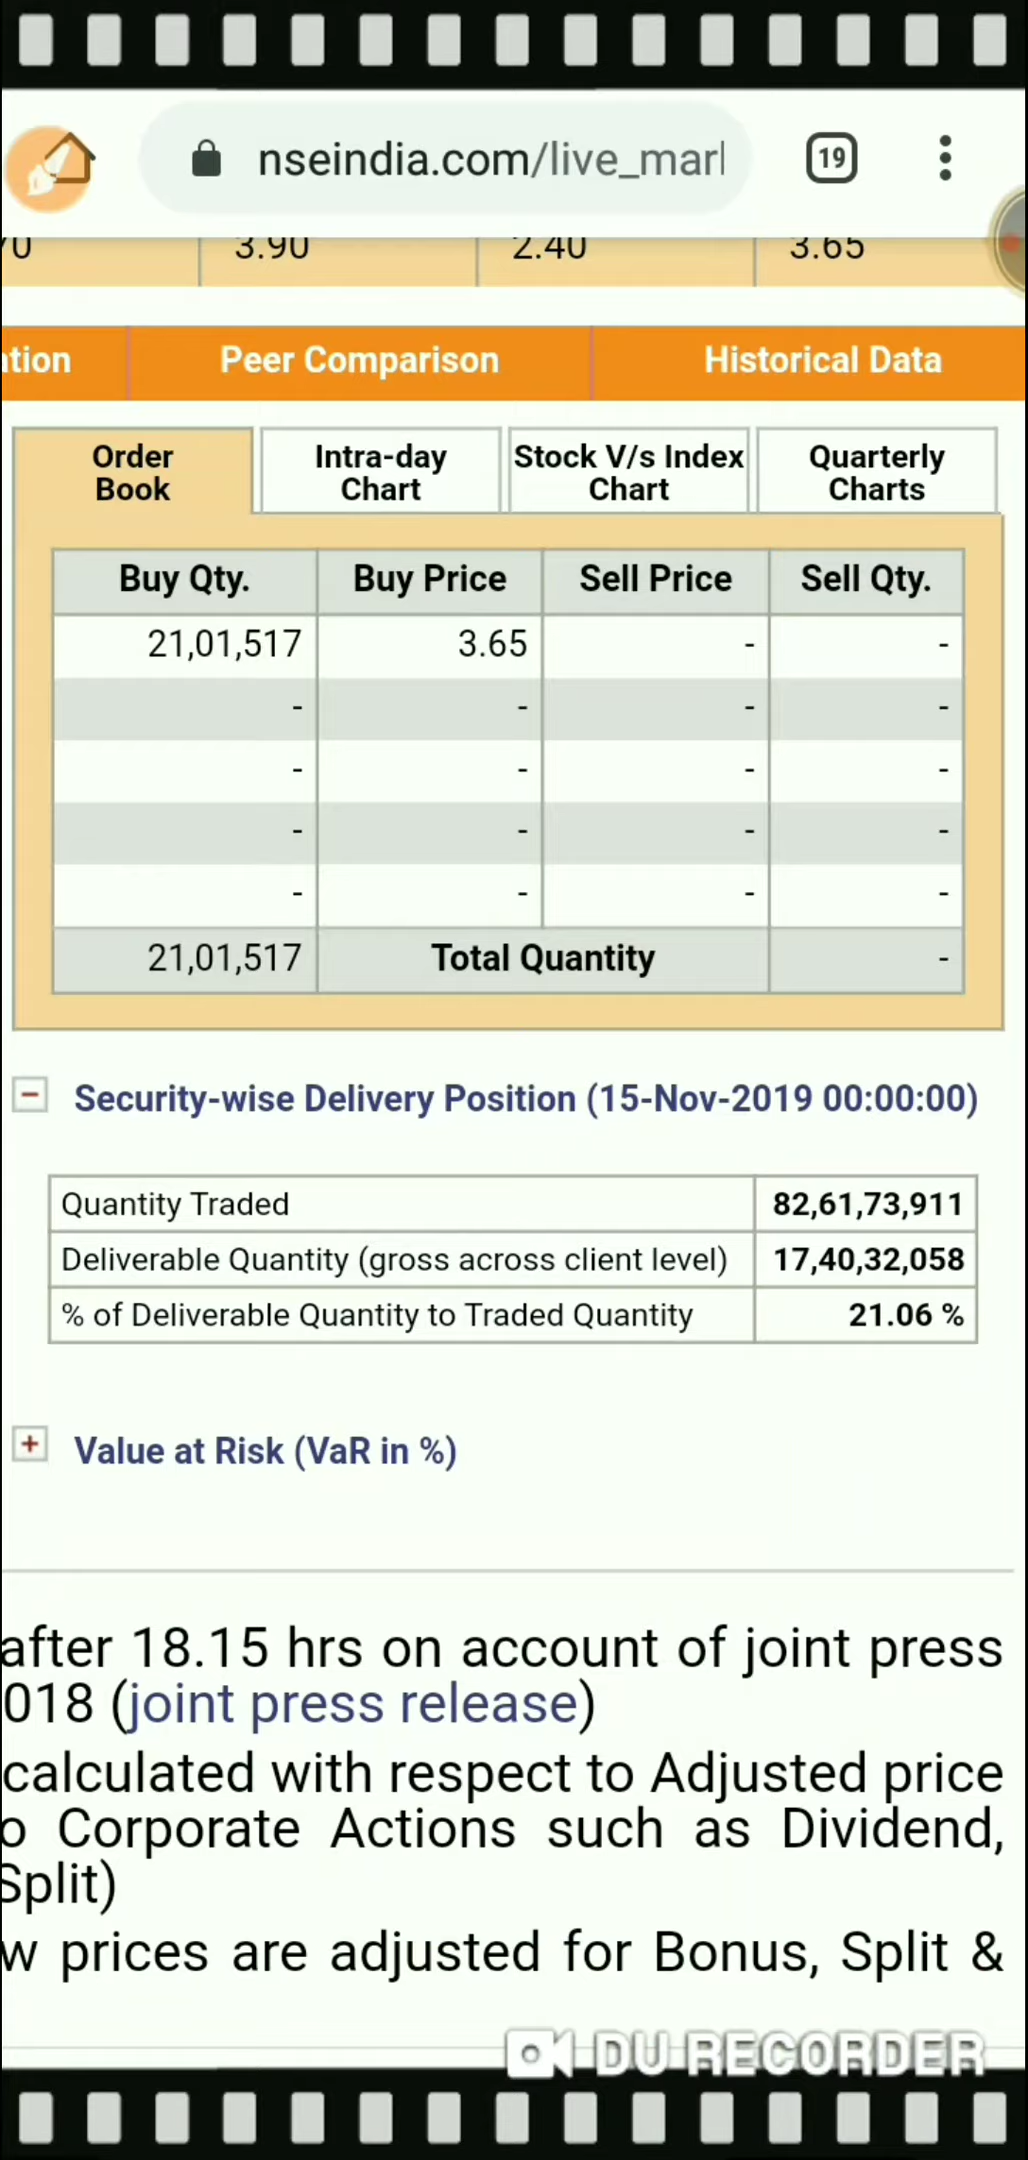 nseindia.com/live_mar
19
3.90 2.40 3.65
Peer Comparison Historical Data
Order Book Intra-day Chart Stock V/s Index Chart Quarterly Charts
Buy Qty. Buy Price Sell Price Sell Qty.
21,01,517 3.65 - -
- - - -
- - - -
- - - -
- - - -
21,01,517 Total Quantity -
Security-wise Delivery Position (15-Nov-2019 00:00:00)
Quantity Traded 82,61,73,911
Deliverable Quantity (gross across client level) 17,40,32,058
% of Deliverable Quantity to Traded Quantity 21.06 %
Value at Risk (VaR in %)
after 18.15 hrs on account of joint press
018 (joint press release)
calculated with respect to Adjusted price
o Corporate Actions such as Dividend,
Split)
w prices are adjusted for Bonus, Split &
DU RECORDER